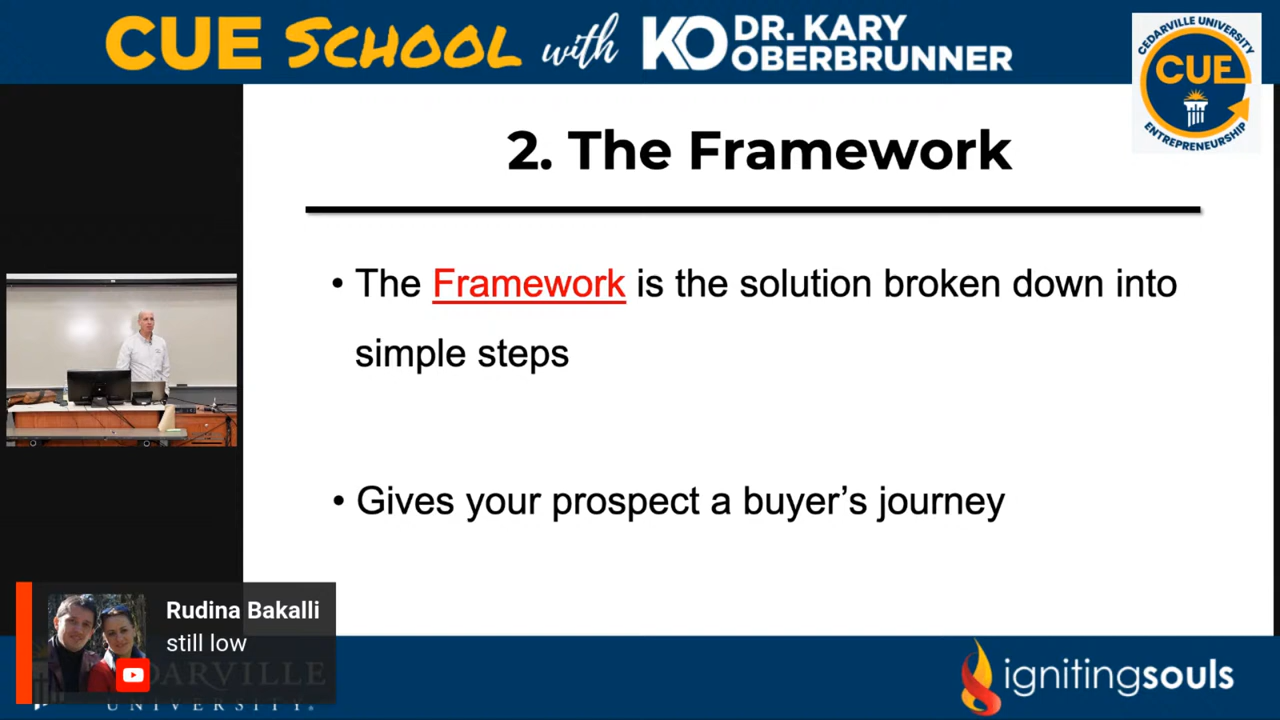 CUE SCHOOL with KO DR. KARY
OBERBRUNNER
CEDARVILLE UNIVERSITY
CUE
ENTREPRENEURSHIP
2. The Framework
• The Framework is the solution broken down into
simple steps
• Gives your prospect a buyer’s journey
Rudina Bakalli
still low
DARVILLE
UNIVERSITY®
ignitingsouls